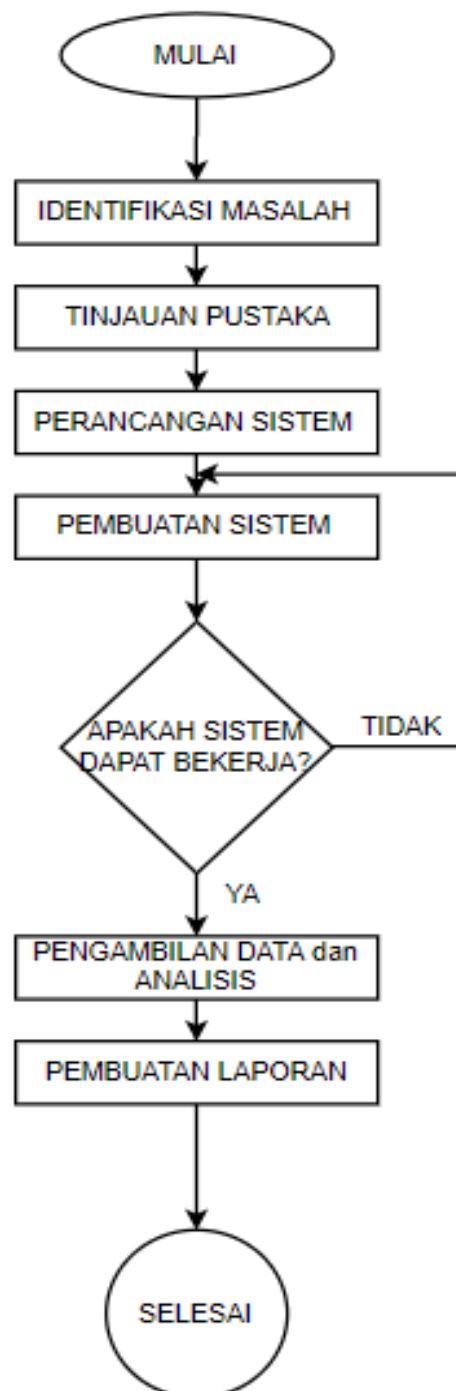 MULAI
IDENTIFIKASI MASALAH
TINJAUAN PUSTAKA
PERANCANGAN SISTEM
PEMBUATAN SISTEM
APAKAH SISTEM
DAPAT BEKERJA?
TIDAK
YA
PENGAMBILAN DATA dan
ANALISIS
PEMBUATAN LAPORAN
SELESAI